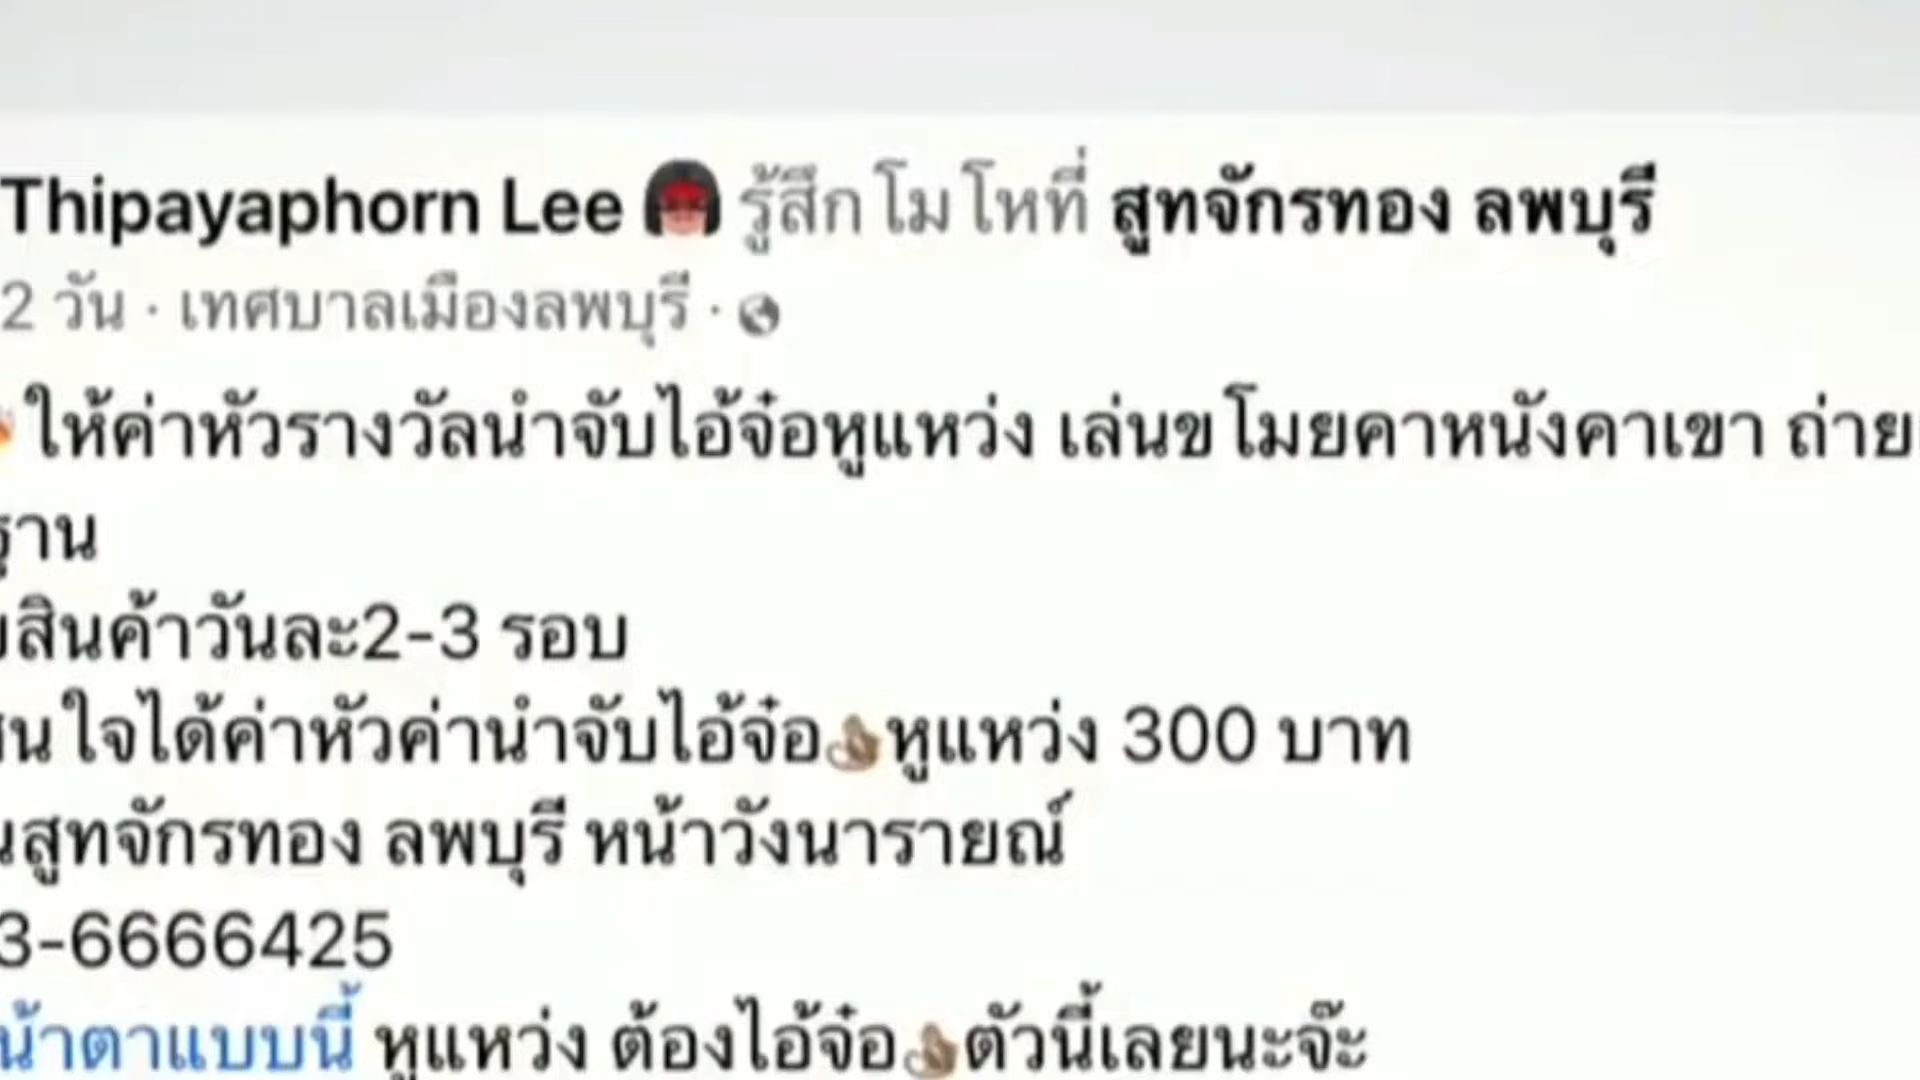 Thipayaphorn Lee รู้สึกโมโหที่ สูทจักรทอง ลพบุรี
2 วัน · เทศบาลเมืองลพบุรี ·
ให้ค่าหัวรางวัลนำจับไอ้จ๋อหูแหว่ง เล่นขโมยคาหนังคาเขา ถ่าย
ฐาน
สินค้าวันละ2-3 รอบ
สนใจได้ค่าหัวค่านำจับไอ้จ๋อ🐒หูแหว่ง 300 บาท
สูทจักรทอง ลพบุรี หน้าวังนารายณ์
3-6666425
น้าตาแบบนี้ หูแหว่ง ต้องไอ้จ๋อ🐒ตัวนี้เลยนะจ๊ะ